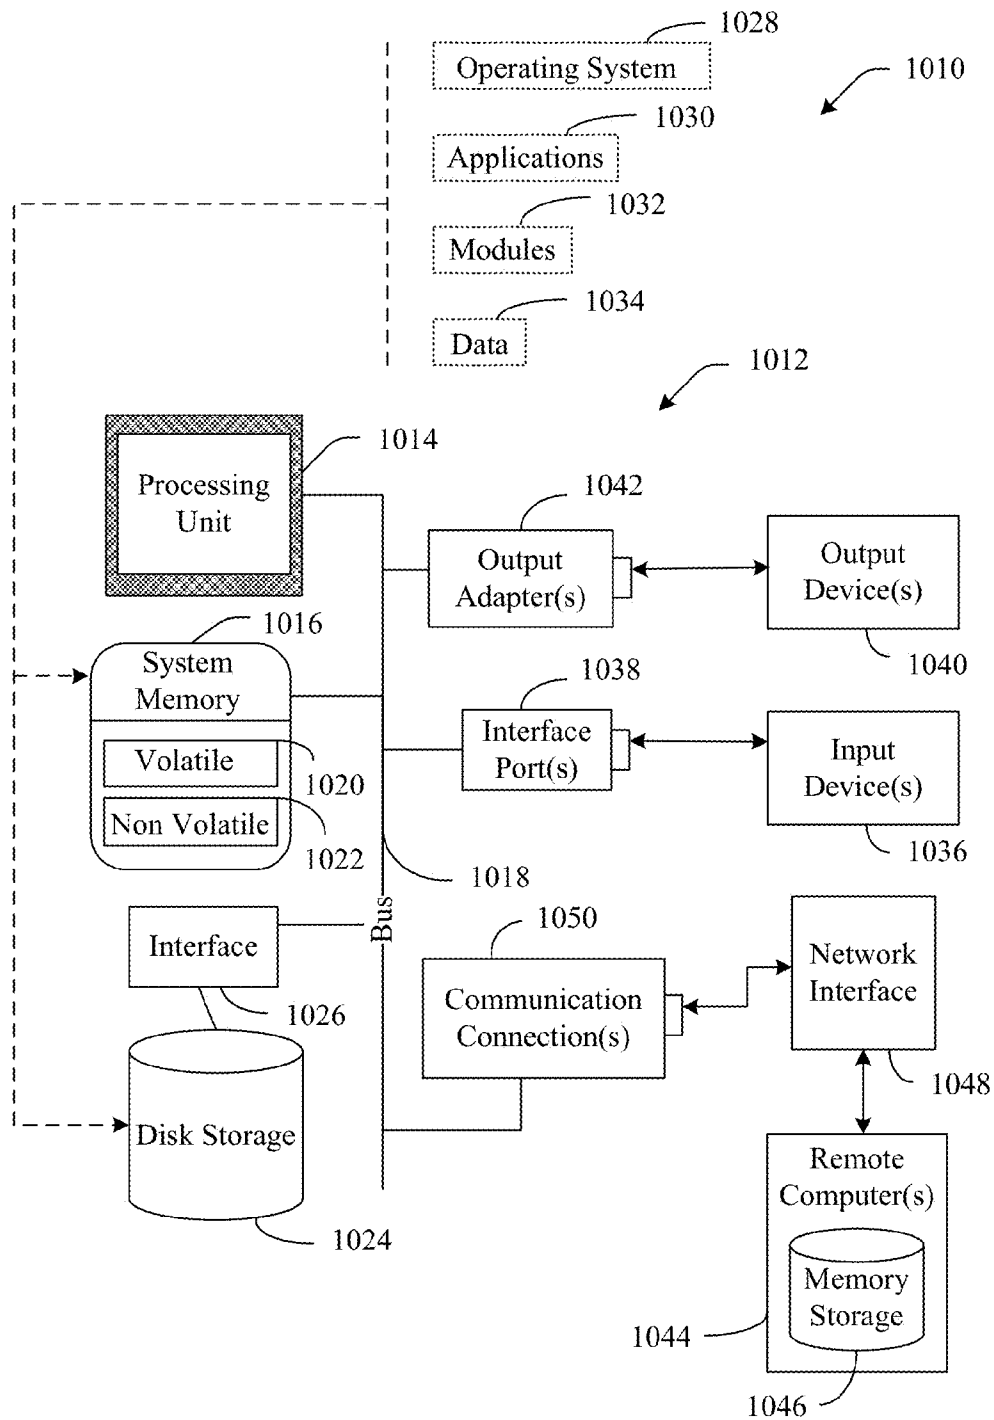 1028
Operating System
1010
1030
Applications
1032
Modules
1034
Data
1012
1014
Processing
Unit
1042
Output
Adapter(s)
Output
Device(s)
1040
1016
System
Memory
Volatile
1020
Non Volatile
1022
1038
Interface
Port(s)
Input
Device(s)
1036
1018
Bus
Interface
1026
1050
Communication
Connection(s)
Network
Interface
1048
Disk Storage
1024
Remote
Computer(s)
Memory
Storage
1044
1046